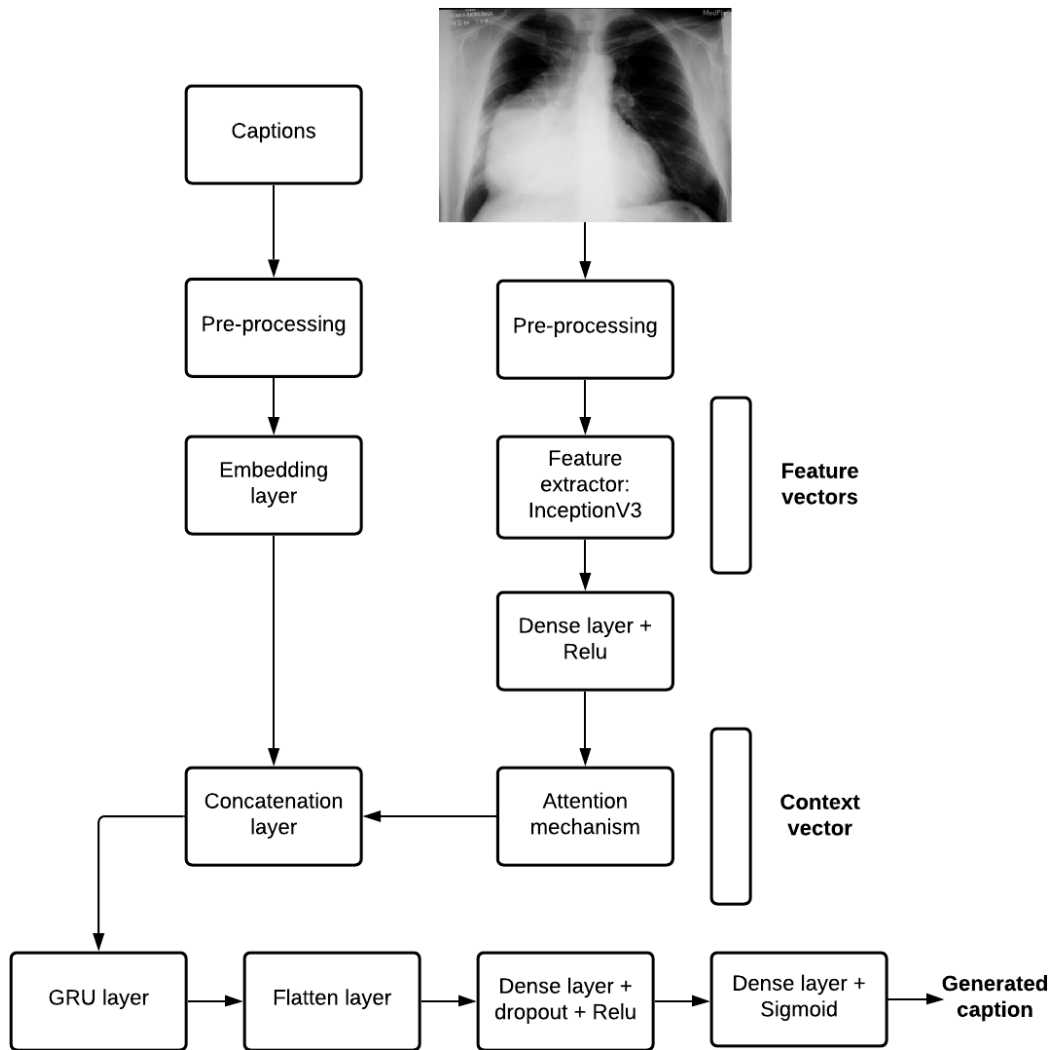 MedPix
Captions
Pre-processing
Pre-processing
Embedding
layer
Feature
extractor:
InceptionV3
Feature
vectors
Dense layer +
Relu
Concatenation
layer
Attention
mechanism
Context
vector
GRU layer
Flatten layer
Dense layer +
dropout + Relu
Dense layer +
Sigmoid
Generated
caption